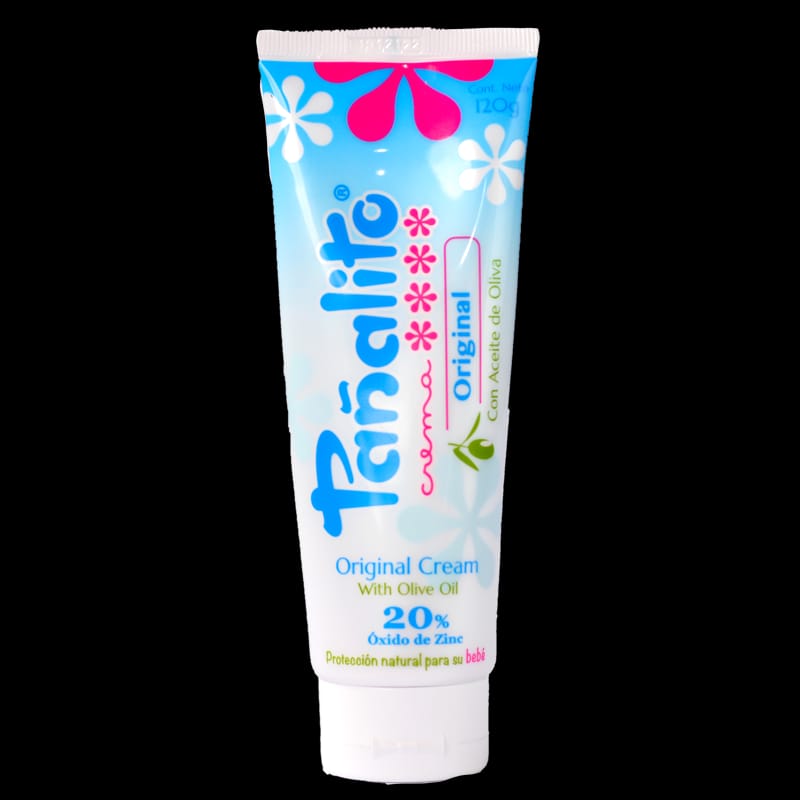 Cont. Neto
120g
Pañalito®
crema
Original
Con Aceite de Oliva
Original Cream
With Olive Oil
20%
Óxido de Zinc
Protección natural para su bebé